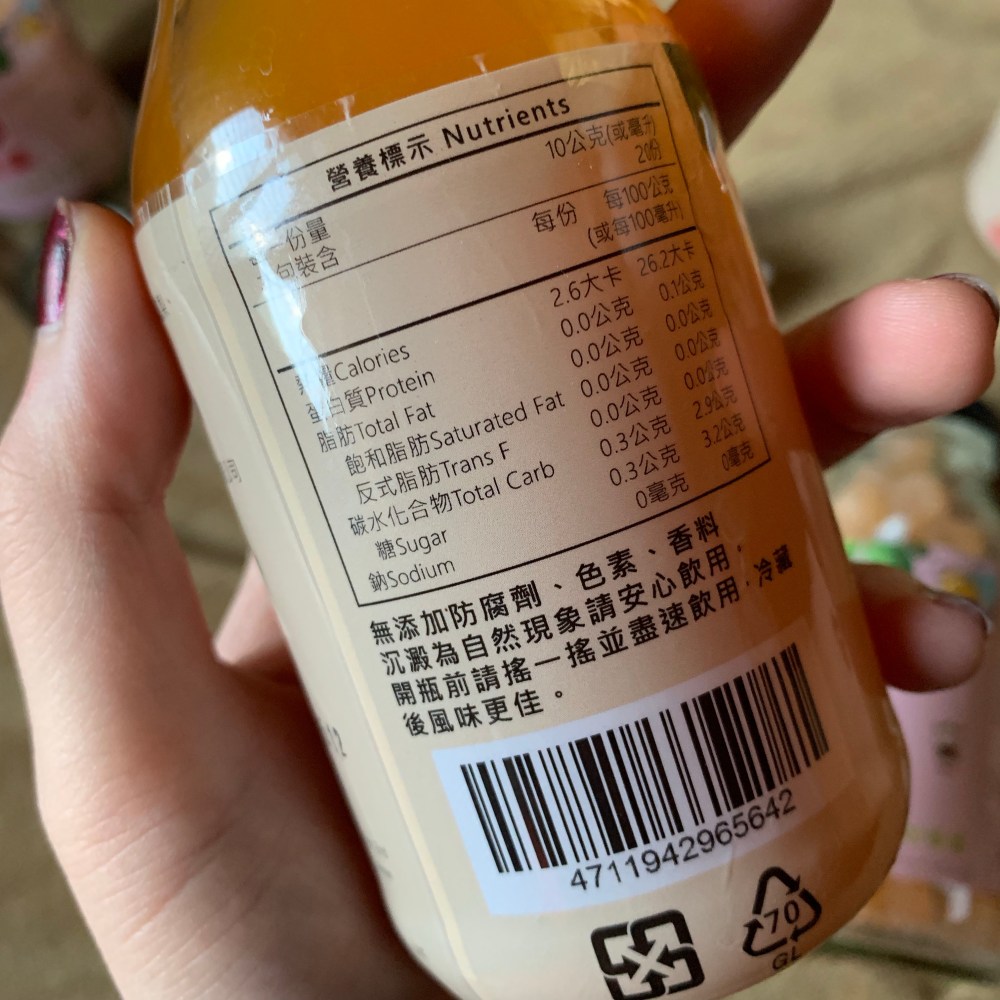 營養標示 Nutrients
份量 10公克(或毫升)
包裝含 20份
每份 每100公克
(或每100毫升)
Calories 2.6大卡 26.2大卡
蛋白質Protein 0.0公克 0.1公克
脂肪Total Fat 0.0公克 0.0公克
飽和脂肪Saturated Fat 0.0公克 0.0公克
反式脂肪Trans F 0.0公克 0.0公克
碳水化合物Total Carb 0.3公克 2.9公克
糖Sugar 0.3公克 3.2公克
鈉Sodium 0毫克 0毫克
無添加防腐劑、色素、香料
沉澱為自然現象請安心飲用,
開瓶前請搖一搖並盡速飲用,冷藏
後風味更佳。
4711942965642
70
GL